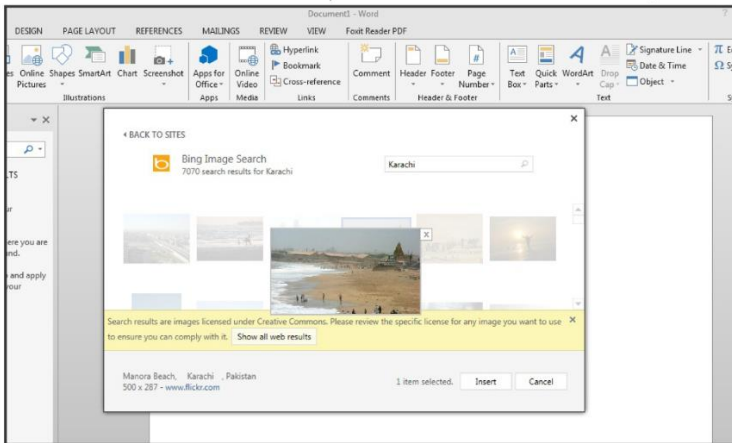 Document1 - Word
?
DESIGN PAGE LAYOUT REFERENCES MAILINGS REVIEW VIEW Foxit Reader PDF
Online Pictures
Shapes
SmartArt
Chart
Screenshot
Illustrations
Apps for Office
Apps
Online Video
Media
Hyperlink
Bookmark
Cross-reference
Links
Comment
Comments
Header
Footer
Page Number
Header & Footer
Text Box
Quick Parts
WordArt
Drop Cap
Signature Line
Date & Time
Object
Text
π
Ω
BACK TO SITES
Bing Image Search
7070 search results for Karachi
Karachi
ere you are
and apply
Search results are images licensed under Creative Commons. Please review the specific license for any image you want to use
to ensure you can comply with it. Show all web results
Manora Beach, Karachi , Pakistan
500 x 287 - www.flickr.com
1 item selected. Insert Cancel